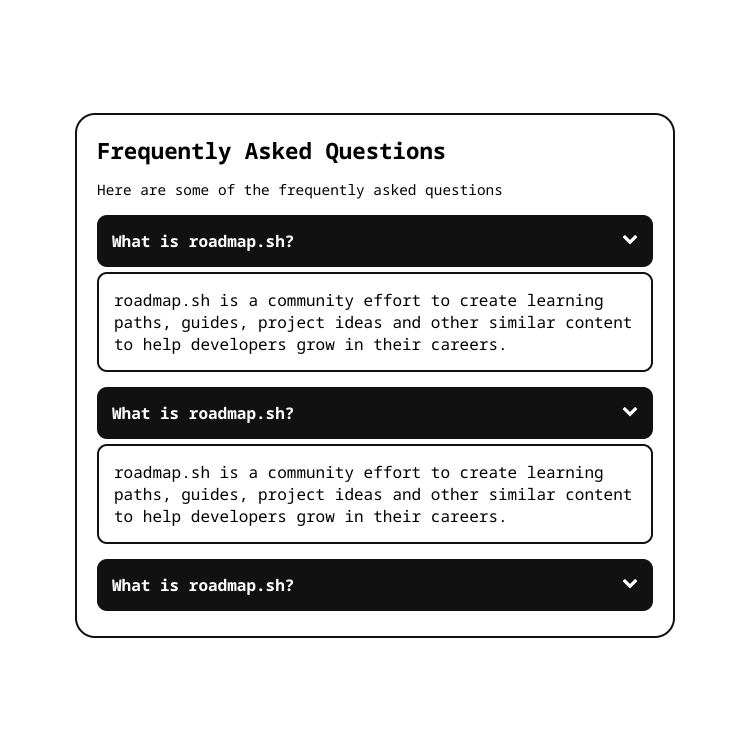 Frequently Asked Questions
Here are some of the frequently asked questions
What is roadmap.sh?
roadmap.sh is a community effort to create learning
paths, guides, project ideas and other similar content
to help developers grow in their careers.
What is roadmap.sh?
roadmap.sh is a community effort to create learning
paths, guides, project ideas and other similar content
to help developers grow in their careers.
What is roadmap.sh?